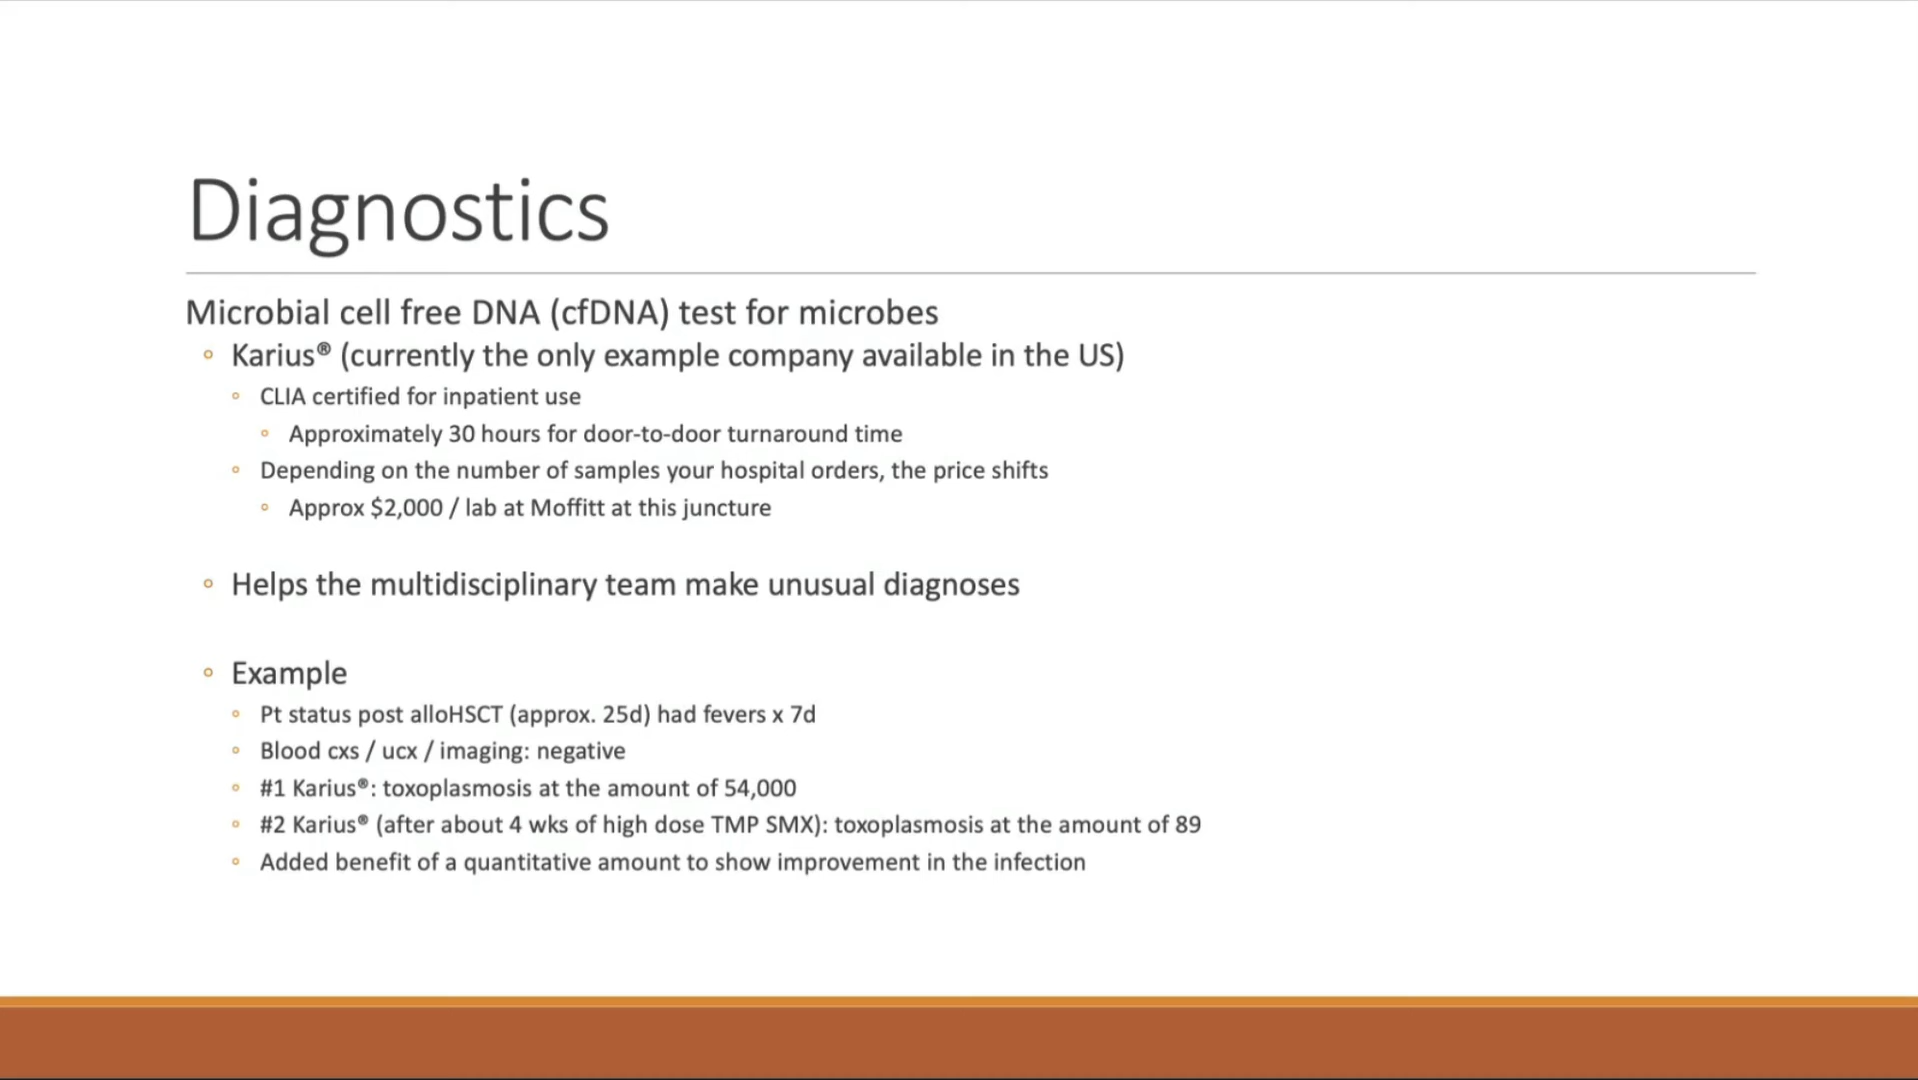 Diagnostics
Microbial cell free DNA (cfDNA) test for microbes
◦ Karius® (currently the only example company available in the US)
◦ CLIA certified for inpatient use
◦ Approximately 30 hours for door-to-door turnaround time
◦ Depending on the number of samples your hospital orders, the price shifts
◦ Approx $2,000 / lab at Moffitt at this juncture
◦ Helps the multidisciplinary team make unusual diagnoses
◦ Example
◦ Pt status post alloHSCT (approx. 25d) had fevers x 7d
◦ Blood cxs / ucx / imaging: negative
◦ #1 Karius®: toxoplasmosis at the amount of 54,000
◦ #2 Karius® (after about 4 wks of high dose TMP SMX): toxoplasmosis at the amount of 89
◦ Added benefit of a quantitative amount to show improvement in the infection